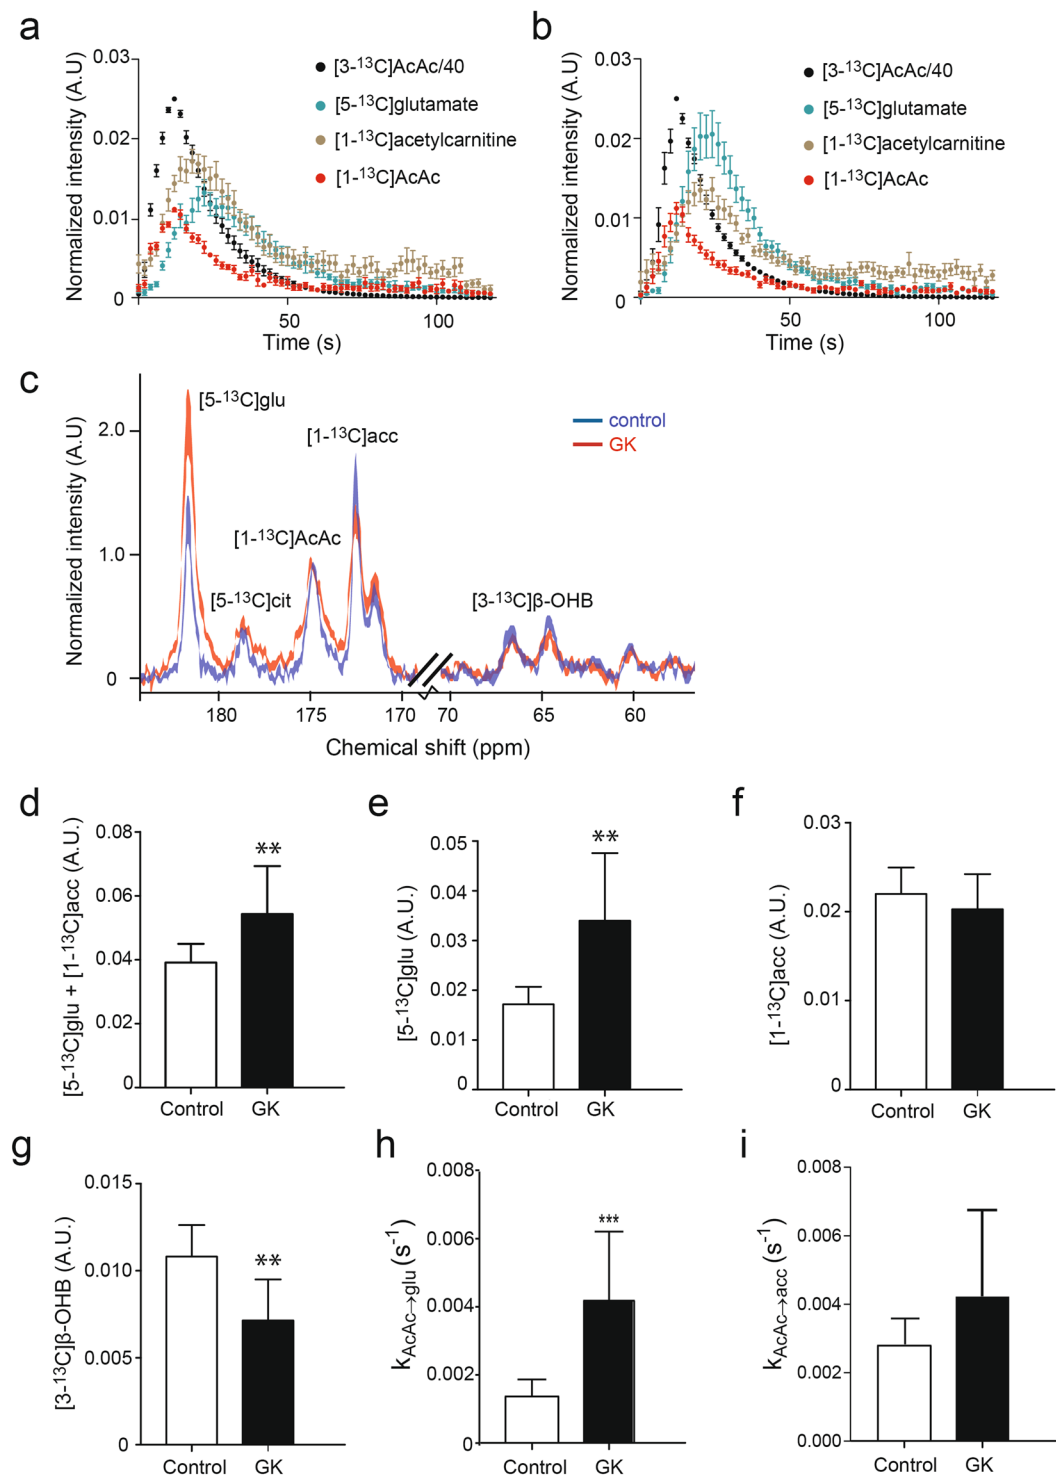 a
Normalized intensity (A.U)
0.03
0.02
0.01
0
50
100
Time (s)
[3-¹³C]AcAc/40
[5-¹³C]glutamate
[1-¹³C]acetylcarnitine
[1-¹³C]AcAc
b
Normalized intensity (A.U)
0.03
0.02
0.01
0
50
100
Time (s)
[3-¹³C]AcAc/40
[5-¹³C]glutamate
[1-¹³C]acetylcarnitine
[1-¹³C]AcAc
c
Normalized intensity (A.U)
2.0
1.0
0
[5-¹³C]glu
[1-¹³C]acc
[1-¹³C]AcAc
[5-¹³C]cit
[3-¹³C]β-OHB
control
GK
180
175
170
70
65
60
Chemical shift (ppm)
d
[5-¹³C]glu + [1-¹³C]acc (A.U.)
0.08
0.06
0.04
0.02
0
**
Control
GK
e
[5-¹³C]glu (A.U.)
0.05
0.04
0.03
0.02
0.01
0
**
Control
GK
f
[1-¹³C]acc (A.U.)
0.03
0.02
0.01
0
Control
GK
g
[3-¹³C]β-OHB (A.U.)
0.015
0.010
0.005
0
**
Control
GK
h
k_AcAc→glu (s⁻¹)
0.008
0.006
0.004
0.002
0
***
Control
GK
i
k_AcAc→acc (s⁻¹)
0.008
0.006
0.004
0.002
0.000
Control
GK